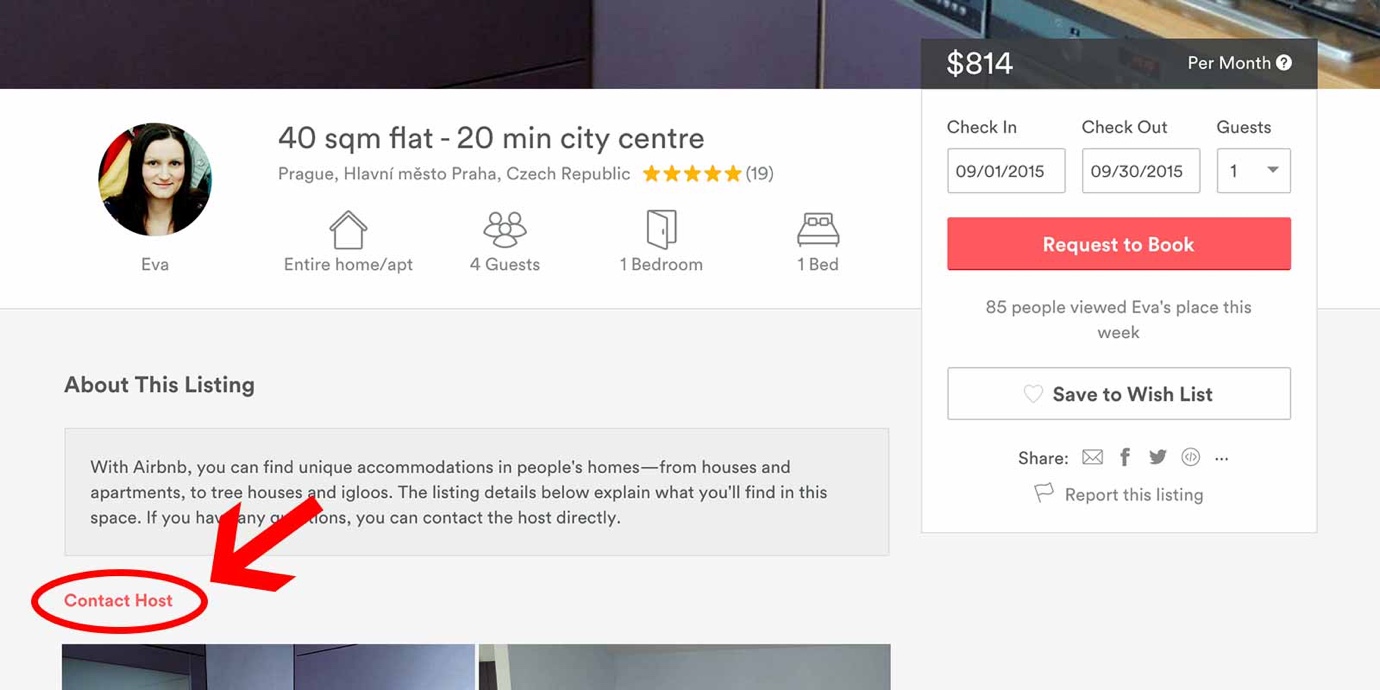 $814
Per Month ?
40 sqm flat - 20 min city centre
Prague, Hlavní město Praha, Czech Republic (19)
Eva
Entire home/apt
4 Guests
1 Bedroom
1 Bed
Check In
Check Out
Guests
09/01/2015
09/30/2015
1
Request to Book
85 people viewed Eva's place this
week
Save to Wish List
Share:
...
Report this listing
About This Listing
With Airbnb, you can find unique accommodations in people's homes—from houses and
apartments, to tree houses and igloos. The listing details below explain what you'll find in this
space. If you have any questions, you can contact the host directly.
Contact Host